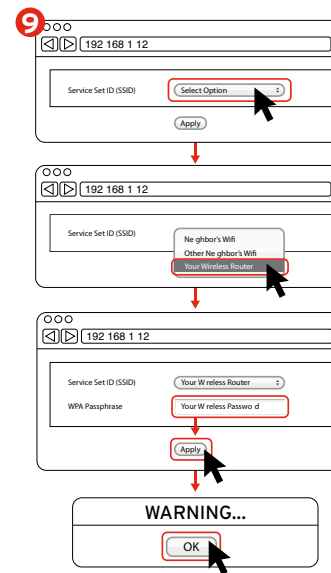 9
192 168 1 12
Service Set ID (SSID) Select Option
Apply
192 168 1 12
Service Set ID (SSID)
Ne ghbor's Wifi
Other Ne ghbor's Wifi
Your Wireless Router
192 168 1 12
Service Set ID (SSID) Your W reless Router
WPA Passphrase Your W reless Passwo d
Apply
WARNING...
OK